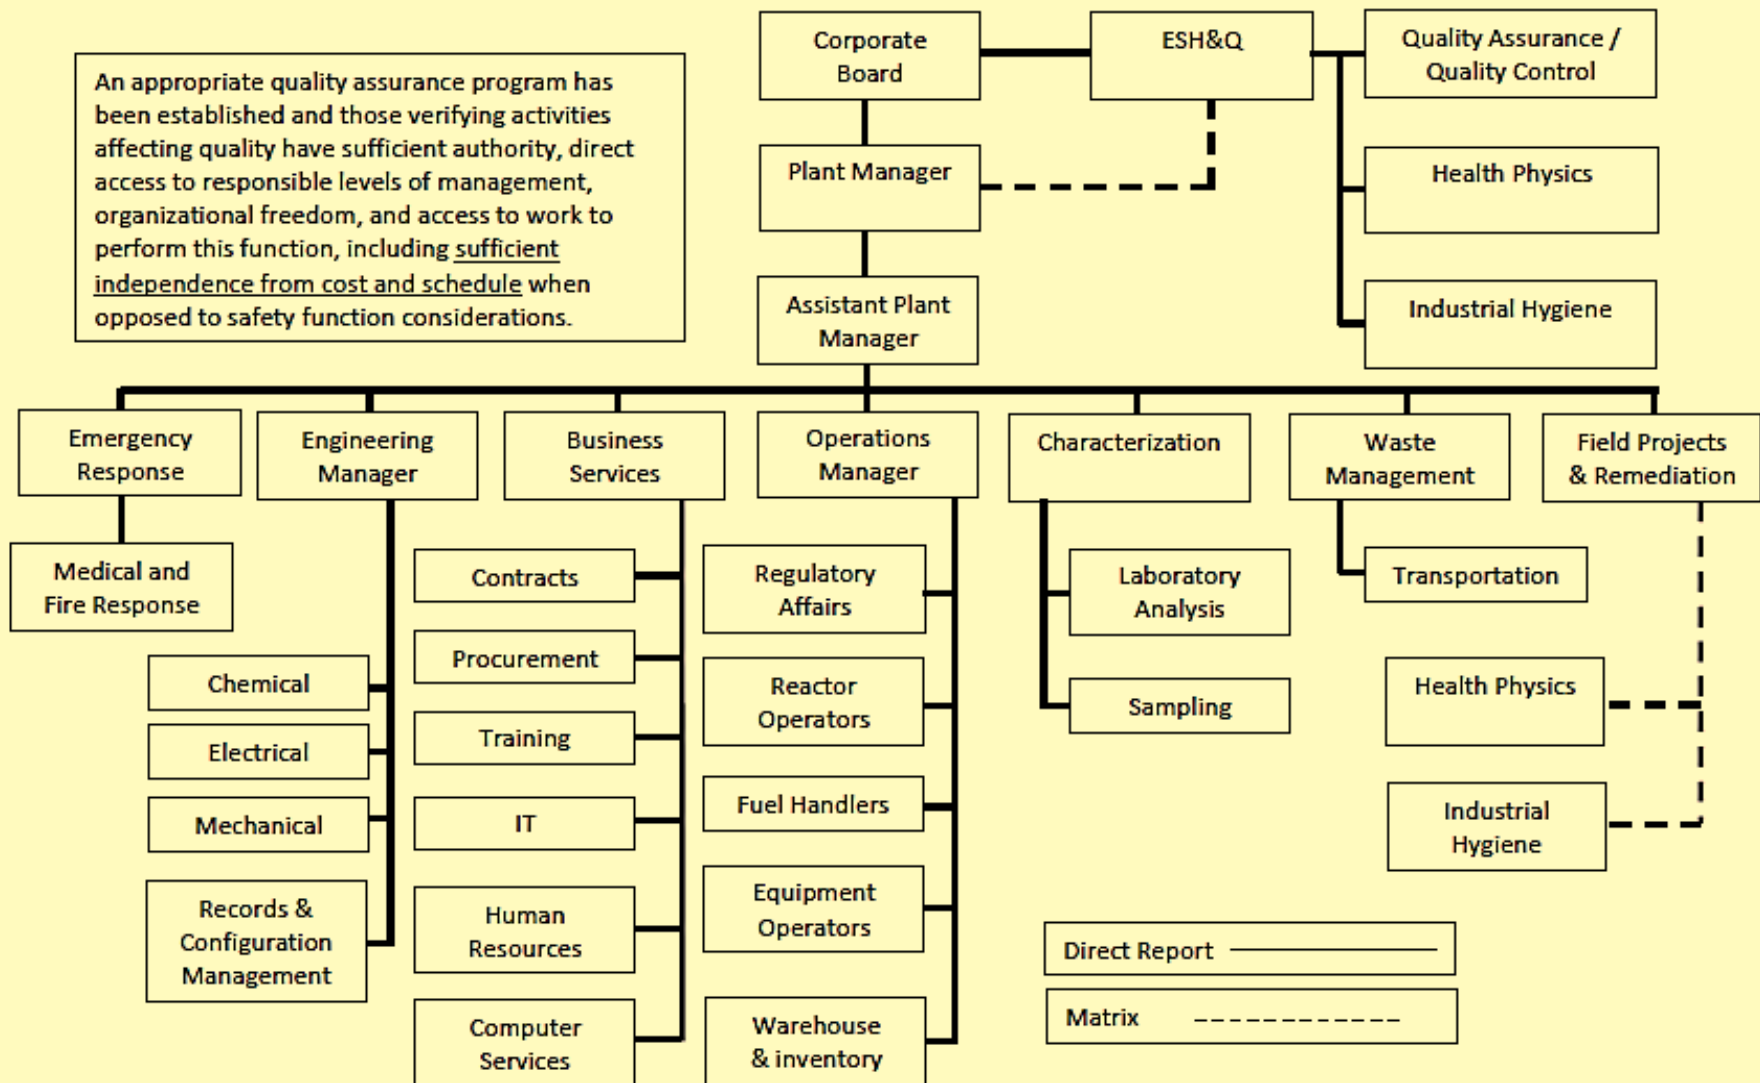 Corporate
Board
ESH&Q
Quality Assurance /
Quality Control
An appropriate quality assurance program has
been established and those verifying activities
affecting quality have sufficient authority, direct
access to responsible levels of management,
organizational freedom, and access to work to
perform this function, including sufficient
independence from cost and schedule when
opposed to safety function considerations.
Plant Manager
Health Physics
Assistant Plant
Manager
Industrial Hygiene
Emergency
Response
Engineering
Manager
Business
Services
Operations
Manager
Characterization
Waste
Management
Field Projects
& Remediation
Medical and
Fire Response
Chemical
Electrical
Mechanical
Records &
Configuration
Management
Contracts
Procurement
Training
IT
Human
Resources
Computer
Services
Regulatory
Affairs
Reactor
Operators
Fuel Handlers
Equipment
Operators
Warehouse
& inventory
Laboratory
Analysis
Sampling
Transportation
Health Physics
Industrial
Hygiene
Direct Report
Matrix